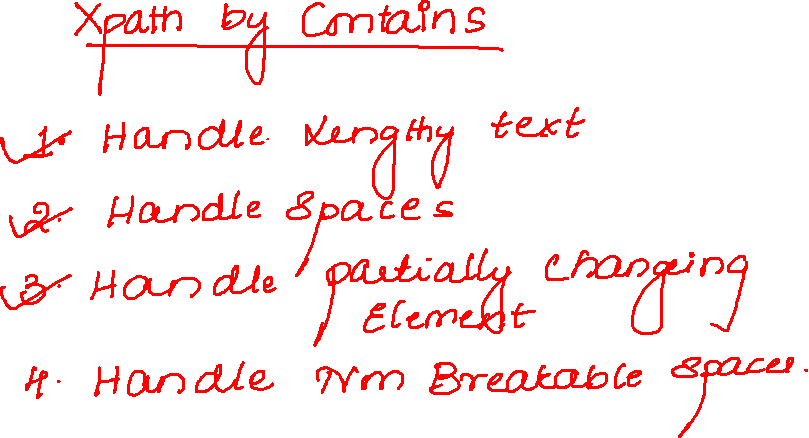 Xpath by Contains
1. Handle Lengthy text
2. Handle Spaces
3. Handle partially changeing
Element
4. Handle Non Breakable Spaces.